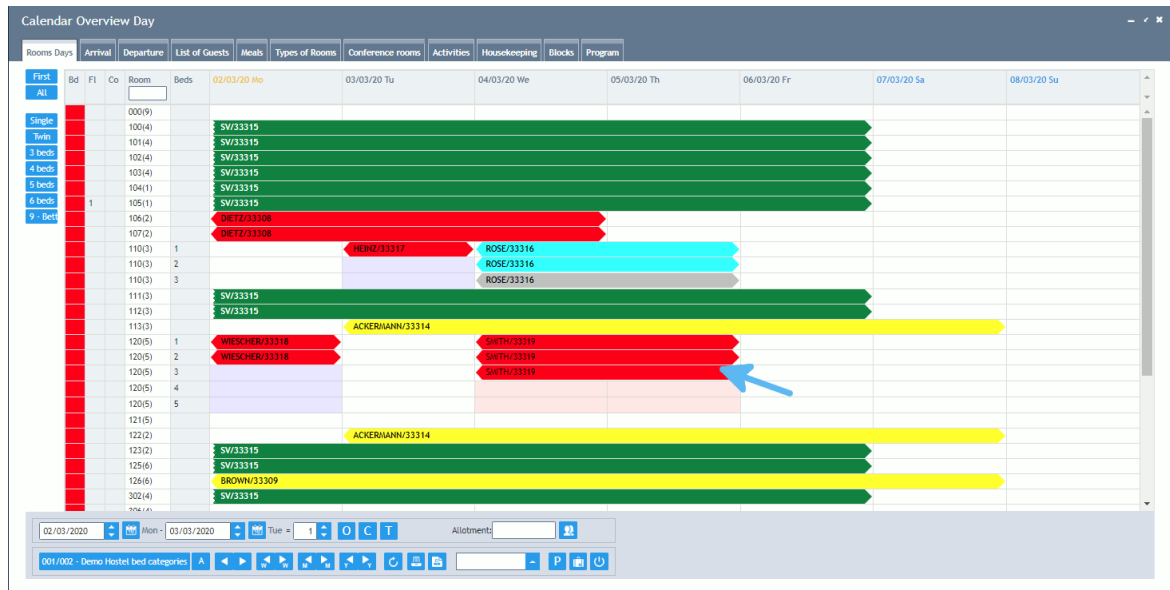 Calendar Overview Day
Rooms Days Arrival Departure List of Guests Meals Types of Rooms Conference rooms Activities Housekeeping Blocks Program
First
All
Single
Twin
3 beds
4 beds
5 beds
6 beds
9 - Bett
Bd Fl Co Room Beds 02/03/20 Mo 03/03/20 Tu 04/03/20 We 05/03/20 Th 06/03/20 Fr 07/03/20 Sa 08/03/20 Su
000(9)
100(4) SV/33315
101(4) SV/33315
102(4) SV/33315
103(4) SV/33315
104(1) SV/33315
1 105(1) SV/33315
106(2) DIETZ/33308
107(2) DIETZ/33308
110(3) 1 HEINZ/33317 ROSE/33316
110(3) 2 ROSE/33316
110(3) 3 ROSE/33316
111(3) SV/33315
112(3) SV/33315
113(3) ACKERMANN/33314
120(5) 1 WIESCHER/33318 SMITH/33319
120(5) 2 WIESCHER/33318 SMITH/33319
120(5) 3 SMITH/33319
120(5) 4
120(5) 5
121(5)
122(2) ACKERMANN/33314
123(2) SV/33315
125(6) SV/33315
126(6) BROWN/33309
302(4) SV/33315
02/03/2020 Mon - 03/03/2020 Tue = 1 O C T Allotment:
001/002 - Demo Hostel bed categories A W W M M Y Y P